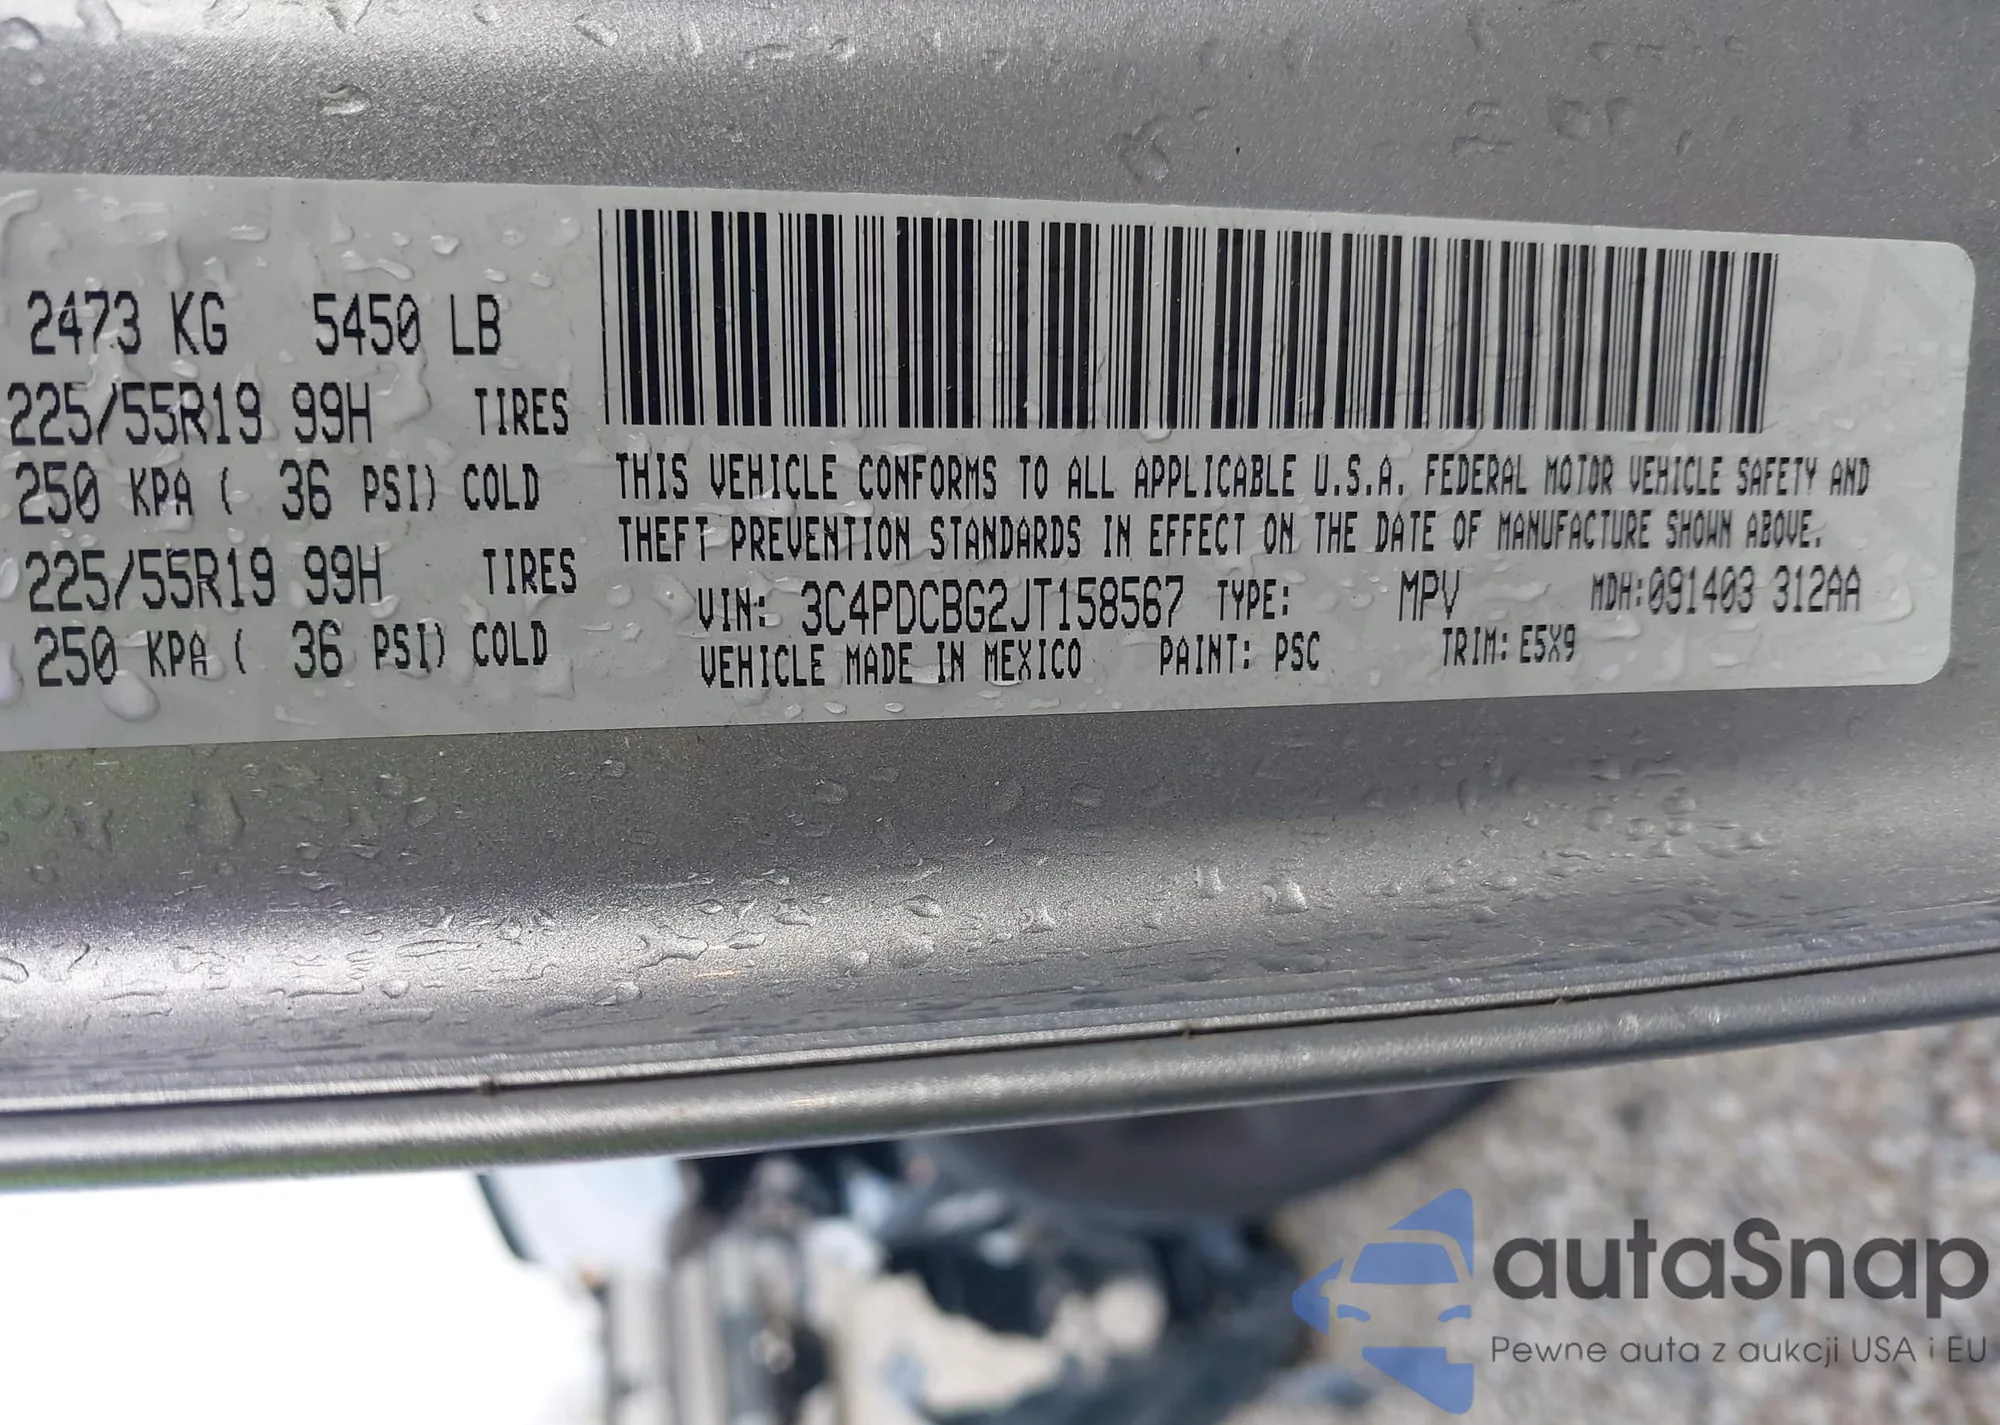 2473 KG 5450 LB
225/55R19 99H TIRES
250 KPA ( 36 PSI) COLD
225/55R19 99H TIRES
250 KPA ( 36 PSI) COLD
THIS VEHICLE CONFORMS TO ALL APPLICABLE U.S.A. FEDERAL MOTOR VEHICLE SAFETY AND
THEFT PREVENTION STANDARDS IN EFFECT ON THE DATE OF MANUFACTURE SHOWN ABOVE.
VIN: 3C4PDCBG2JT158567 TYPE: MPV MDH:091403 312AA
VEHICLE MADE IN MEXICO PAINT: PSC TRIM: E5X9
autaSnap
Pewne auta z aukcji USA i EU